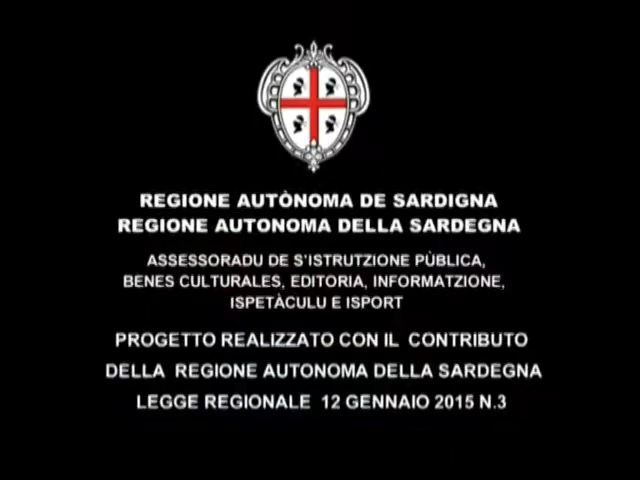 REGIONE AUTÒNOMA DE SARDIGNA
REGIONE AUTONOMA DELLA SARDEGNA
ASSESSORADU DE S'ISTRUTZIONE PÙBLICA,
BENES CULTURALES, EDITORIA, INFORMATZIONE,
ISPETÀCULU E ISPORT
PROGETTO REALIZZATO CON IL CONTRIBUTO
DELLA REGIONE AUTONOMA DELLA SARDEGNA
LEGGE REGIONALE 12 GENNAIO 2015 N.3